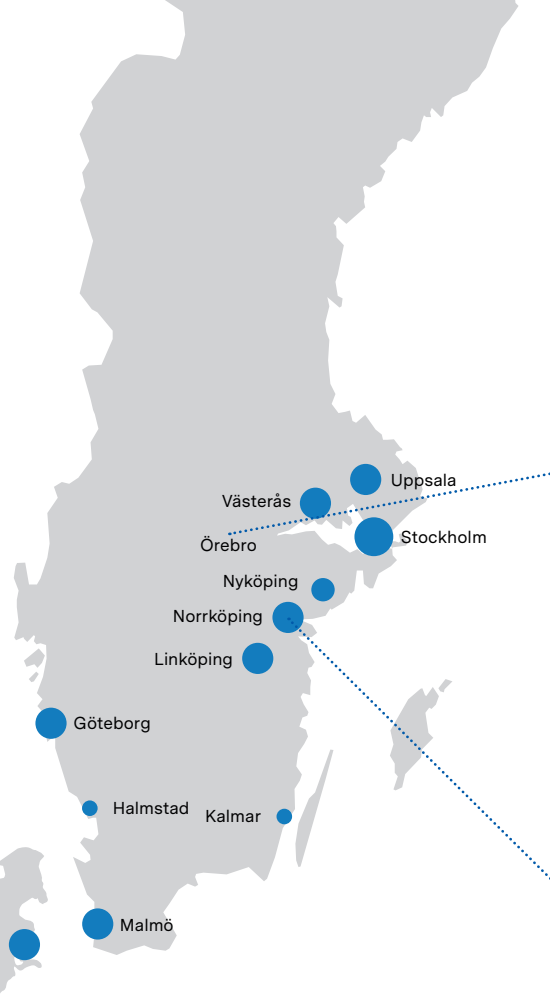 Uppsala
Västerås
Stockholm
Örebro
Nyköping
Norrköping
Linköping
Göteborg
Halmstad
Kalmar
Malmö